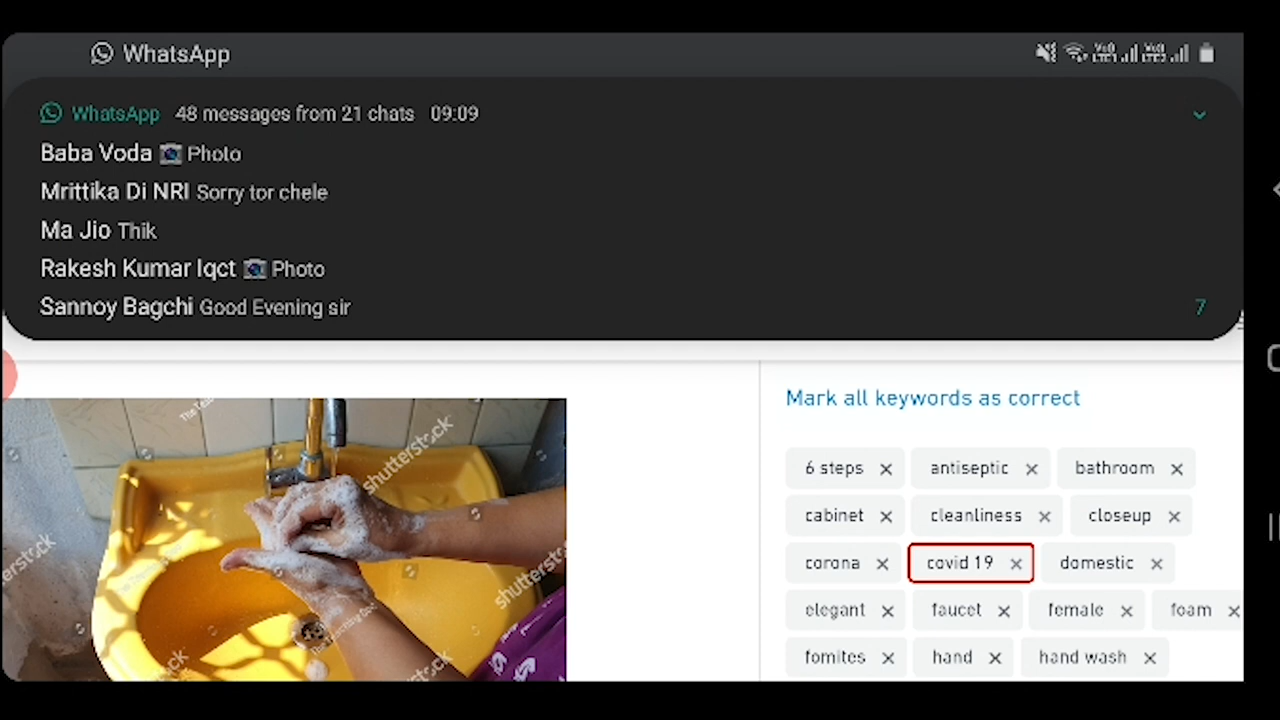 WhatsApp
WhatsApp 48 messages from 21 chats 09:09
Baba Voda Photo
Mrittika Di NRI Sorry tor chele
Ma Jio Thik
Rakesh Kumar Iqct Photo
Sannoy Bagchi Good Evening sir 7
Mark all keywords as correct
6 steps × antiseptic × bathroom ×
cabinet × cleanliness × closeup ×
corona × covid 19 × domestic ×
elegant × faucet × female × foam ×
fomites × hand × hand wash ×
shutterstock
shutterstock